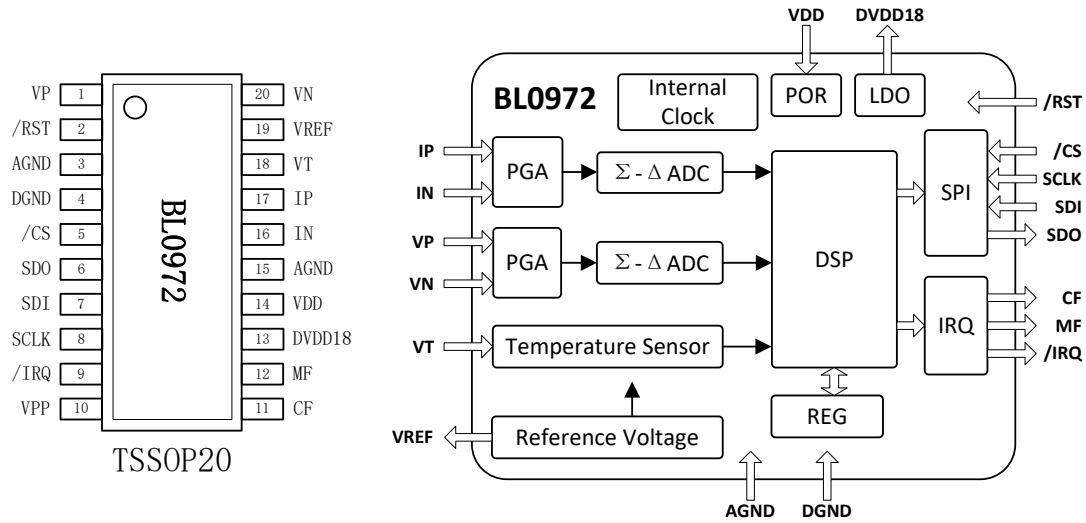 VP 1 20 VN
/RST 2 19 VREF
AGND 3 18 VT
DGND 4 17 IP
/CS 5 16 IN
SDO 6 15 AGND
SDI 7 14 VDD
SCLK 8 13 DVDD18
/IRQ 9 12 MF
VPP 10 11 CF
BL0972
TSSOP20
VDD DVDD18
BL0972
Internal
Clock
POR
LDO
/RST
IP
IN
PGA
Σ - Δ ADC
VP
VN
PGA
Σ - Δ ADC
VT
Temperature Sensor
VREF
Reference Voltage
DSP
REG
SPI
/CS
SCLK
SDI
SDO
IRQ
CF
MF
/IRQ
AGND DGND